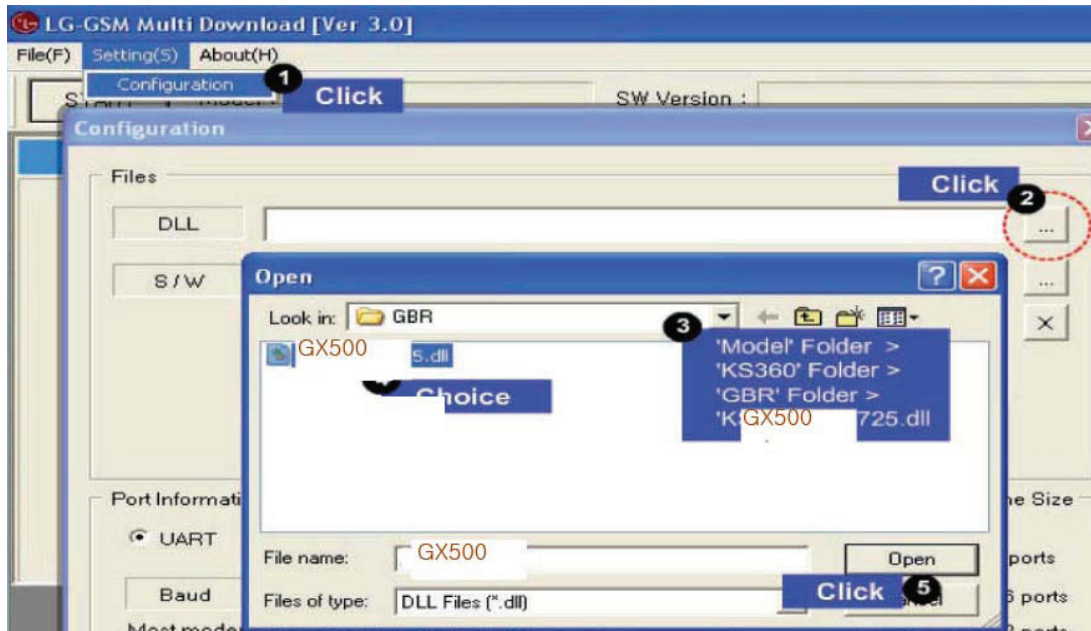 LG-GSM Multi Download [Ver 3.0]
File(F) Setting(S) About(H)
Configuration 1 Click
SW Version :
Configuration
Files
Click 2
DLL ...
S/W ...
Open
Look in: GBR
3
GX500 5.dll
'Model' Folder >
'KS360' Folder >
'GBR' Folder >
'K GX500 725.dll
Choice
Port Informati
UART
File name: GX500 Open ports
Baud Files of type: DLL Files (*.dll) Click 5 ports